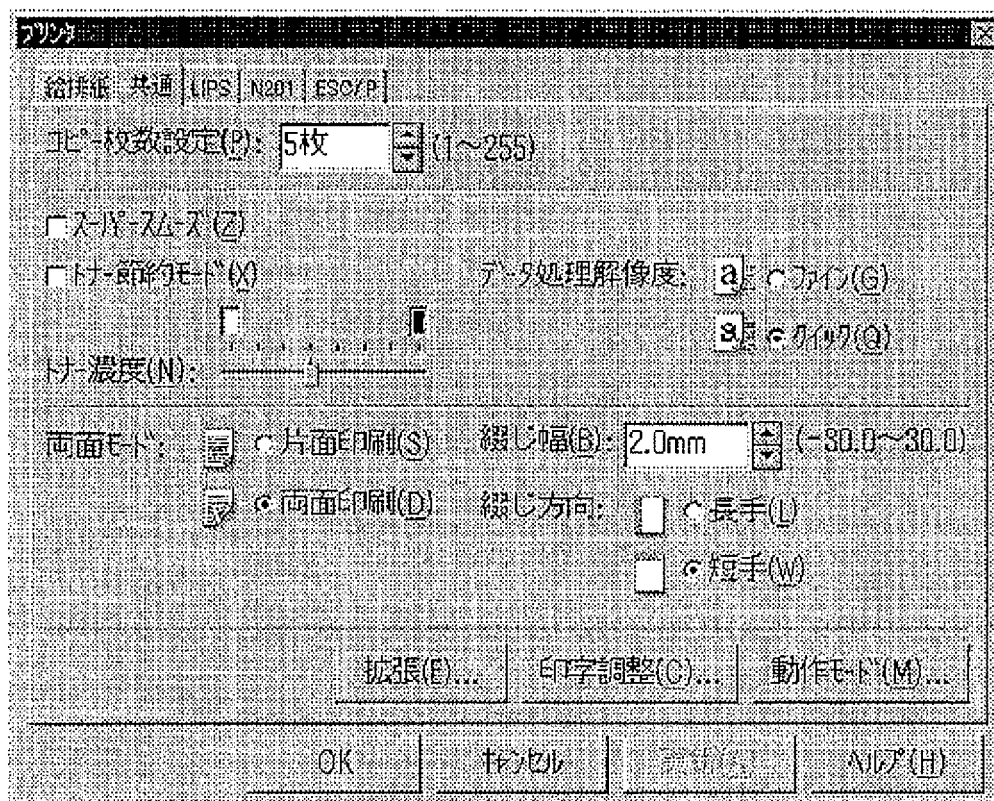 プリンタ
給排紙 共通 LIPS N201 ESC/P
コピー枚数設定(P): 5枚 (1～255)
スーパースムーズ(Z)
トナー節約モード(X) データ処理解像度: a ファイン(G)
a クイック(Q)
トナー濃度(N):
両面モード: 片面印刷(S) 綴じ幅(B): 2.0mm (-30.0～30.0)
両面印刷(D) 綴じ方向: 長手(L)
短手(W)
拡張(E)... 印字調整(C)... 動作モード(M)...
OK キャンセル ヘルプ(H)